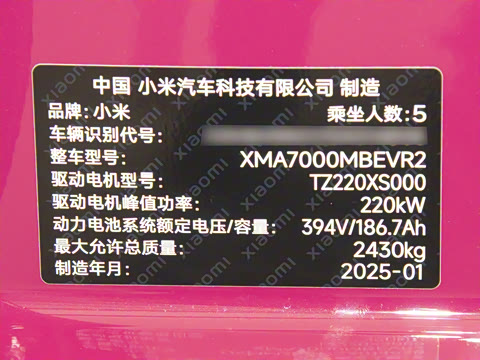 中国 小米汽车科技有限公司 制造
品牌: 小米 乘坐人数: 5
车辆识别代号:
整车型号: XMA7000MBEVR2
驱动电机型号: TZ220XS000
驱动电机峰值功率: 220kW
动力电池系统额定电压/容量: 394V/186.7Ah
最大允许总质量: 2430kg
制造年月: 2025-01